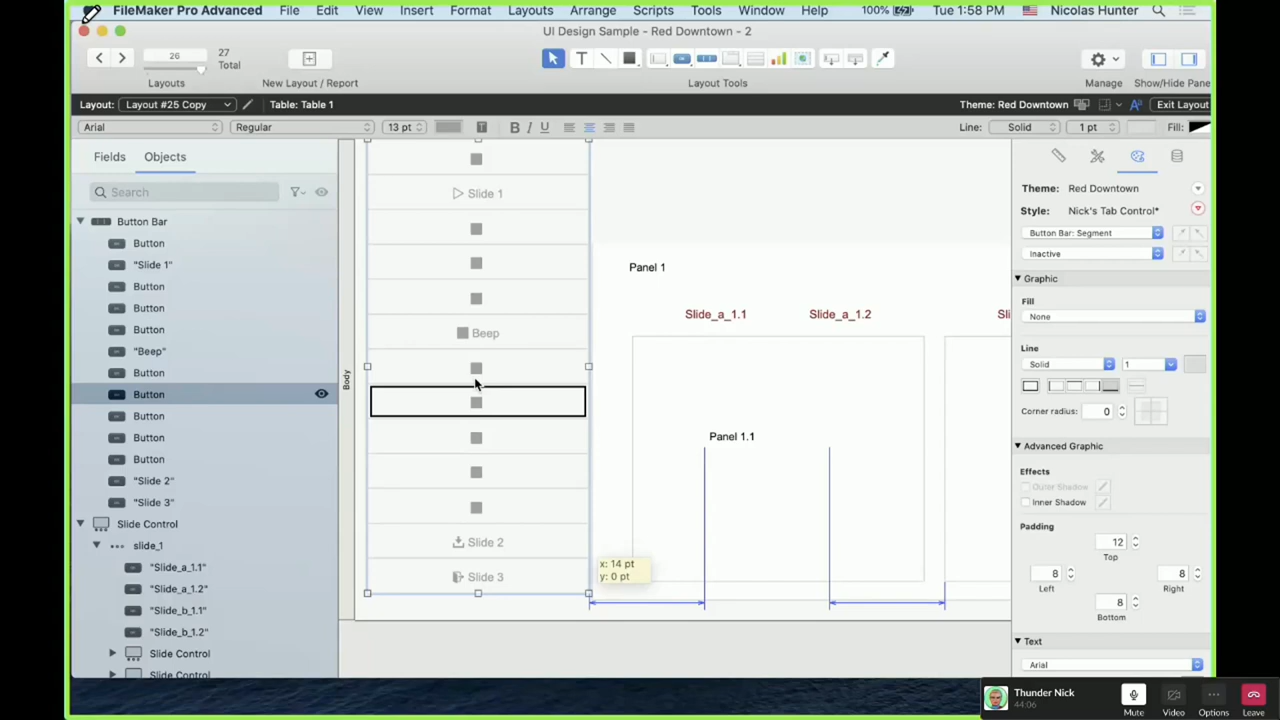 FileMaker Pro Advanced File Edit View Insert Format Layouts Arrange Scripts Tools Window Help 100% Tue 1:58 PM Nicolas Hunter
UI Design Sample - Red Downtown - 2
26
27
Total
Layouts
New Layout / Report
Layout Tools
Manage
Show/Hide Pane
Layout: Layout #25 Copy Table: Table 1 Theme: Red Downtown Aa Exit Layout
Arial Regular 13 pt T B I U Line: Solid 1 pt Fill:
Fields Objects
Search
Button Bar
Button
"Slide 1"
Button
Button
Button
"Beep"
Button
Button
Button
Button
Button
"Slide 2"
"Slide 3"
Slide Control
slide_1
"Slide_a_1.1"
"Slide_a_1.2"
"Slide_b_1.1"
"Slide_b_1.2"
Slide Control
Slide Control
Body
Slide 1
Beep
Slide 2
Slide 3
Panel 1
Slide_a_1.1 Slide_a_1.2 Sli
Panel 1.1
x: 14 pt
y: 0 pt
Theme: Red Downtown
Style: Nick's Tab Control*
Button Bar: Segment
Inactive
Graphic
Fill
None
Line
Solid 1
Corner radius: 0
Advanced Graphic
Effects
Outer Shadow
Inner Shadow
Padding
12
Top
8 8
Left Right
8
Bottom
Text
Arial
Thunder Nick
44:06
Mute Video Options Leave